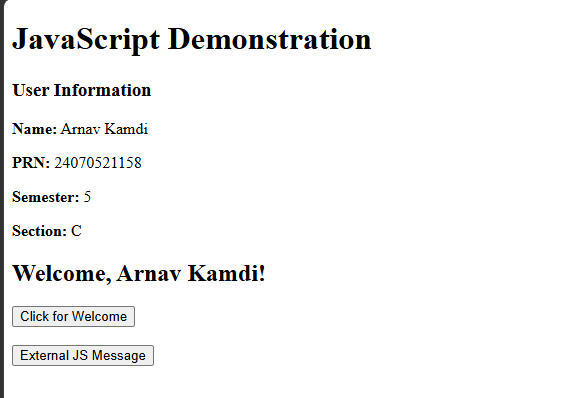 JavaScript Demonstration
User Information
Name: Arnav Kamdi
PRN: 24070521158
Semester: 5
Section: C
Welcome, Arnav Kamdi!
Click for Welcome
External JS Message